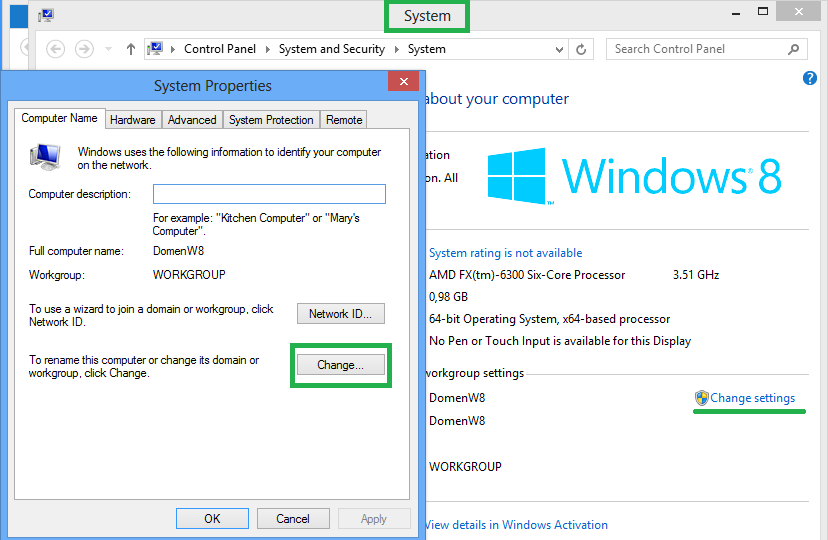 System
Control Panel
System and Security
System
Search Control Panel
System Properties
Computer Name
Hardware
Advanced
System Protection
Remote
Windows uses the following information to identify your computer
on the network.
Computer description:
For example: "Kitchen Computer" or "Mary's
Computer".
Full computer name:
DomenW8
Workgroup:
WORKGROUP
To use a wizard to join a domain or workgroup, click
Network ID.
Network ID...
To rename this computer or change its domain or
workgroup, click Change.
Change...
OK
Cancel
Apply
about your computer
ation
on. All
Windows 8
System rating is not available
AMD FX(tm)-6300 Six-Core Processor
3.51 GHz
0,98 GB
64-bit Operating System, x64-based processor
No Pen or Touch Input is available for this Display
workgroup settings
DomenW8
Change settings
DomenW8
WORKGROUP
View details in Windows Activation